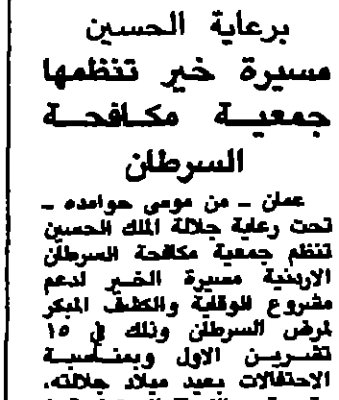 برعاية الحسين
مسيرة خير تنظمها
جمعية مكافحة
السرطان
عمان - من موسى حوامده -
تحت رعاية جلالة الملك الحسين
تنظم جمعية مكافحة السرطان
الاردنية مسيرة الخير لدعم
مشروع الوقاية والكشف المبكر
لمرض السرطان وذلك في ١٥
تشرين الاول وبمناسبة
الاحتفالات بعيد ميلاد جلالته،